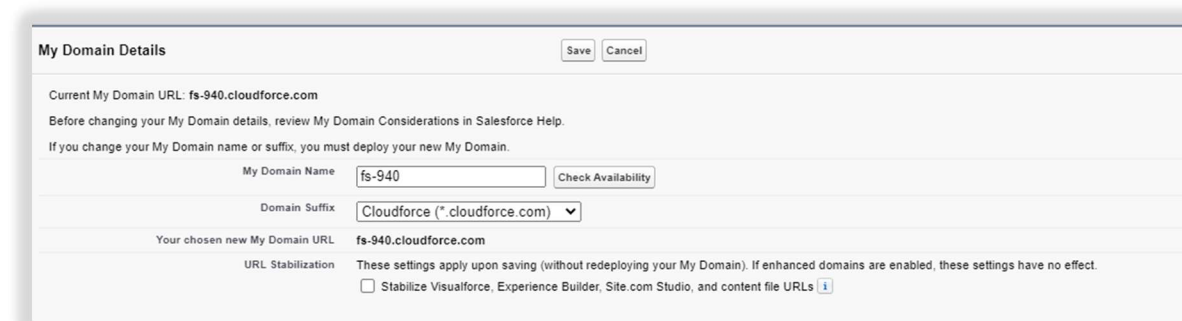 My Domain Details
Save Cancel
Current My Domain URL: fs-940.cloudforce.com
Before changing your My Domain details, review My Domain Considerations in Salesforce Help.
If you change your My Domain name or suffix, you must deploy your new My Domain.
My Domain Name fs-940 Check Availability
Domain Suffix Cloudforce (*.cloudforce.com)
Your chosen new My Domain URL fs-940.cloudforce.com
URL Stabilization These settings apply upon saving (without redeploying your My Domain). If enhanced domains are enabled, these settings have no effect.
Stabilize Visualforce, Experience Builder, Site.com Studio, and content file URLs i